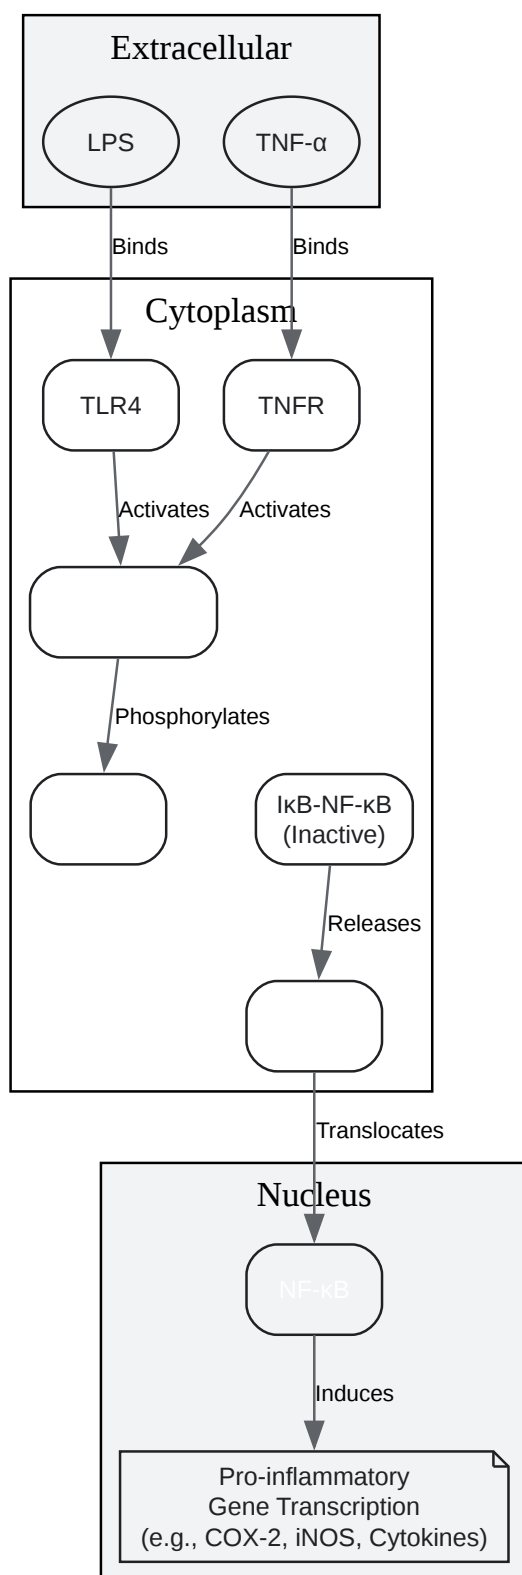 Extracellular
LPS
TNF-α
Binds
Binds
Cytoplasm
TLR4
TNFR
Activates
Activates
Phosphorylates
IκB-NF-κB
(Inactive)
Releases
Translocates
Nucleus
NF-κB
Induces
Pro-inflammatory
Gene Transcription
(e.g., COX-2, iNOS, Cytokines)